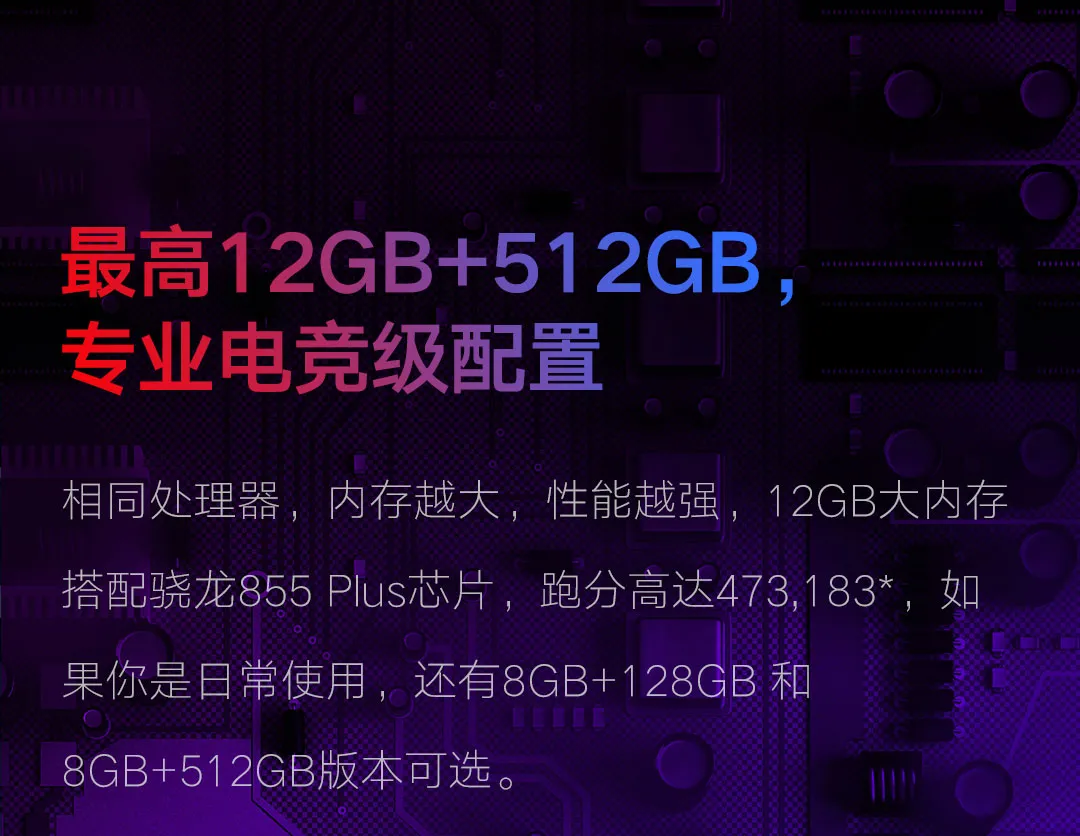 最高12GB+512GB，
专业电竞级配置
相同处理器，内存越大，性能越强，12GB大内存
搭配骁龙855 Plus芯片，跑分高达473,183*，如
果你是日常使用，还有8GB+128GB 和
8GB+512GB版本可选。